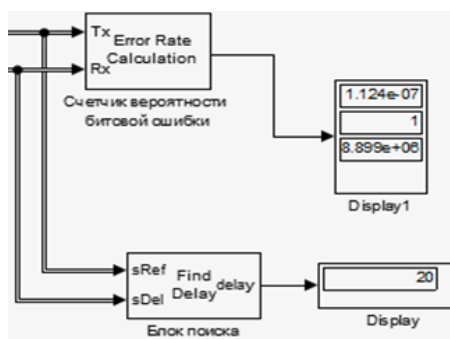 Tx
Error Rate
Calculation
Rx
Счетчик вероятности
битовой ошибки
1.124e-07
1
8.899e+06
Display1
sRef
Find
Delay
delay
sDel
Блок поиска
20
Display